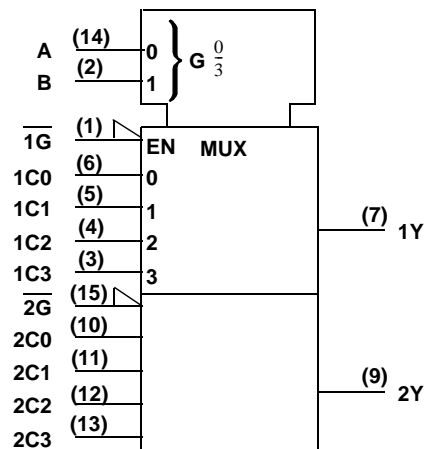 A (14) 0 } G 0/3
B (2) 1
1G̅ (1) EN MUX
1C0 (6) 0
1C1 (5) 1
1C2 (4) 2 (7) 1Y
1C3 (3) 3
2G̅ (15)
2C0 (10)
2C1 (11)
2C2 (12) (9) 2Y
2C3 (13)